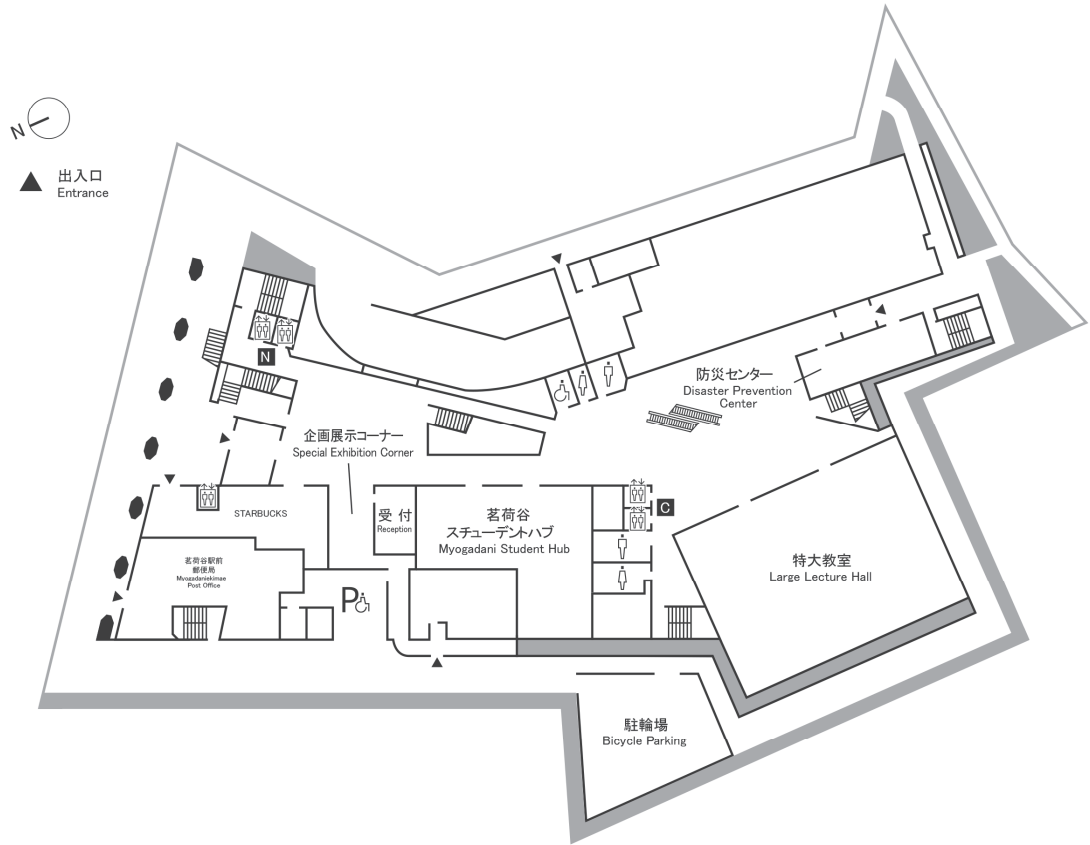 N
出入口
Entrance
N
防災センター
Disaster Prevention
Center
企画展示コーナー
Special Exhibition Corner
STARBUCKS
受付
Reception
茗荷谷
スチューデントハブ
Myogadani Student Hub
C
茗荷谷駅前
郵便局
Myogadaniekimae
Post Office
特大教室
Large Lecture Hall
P
駐輪場
Bicycle Parking